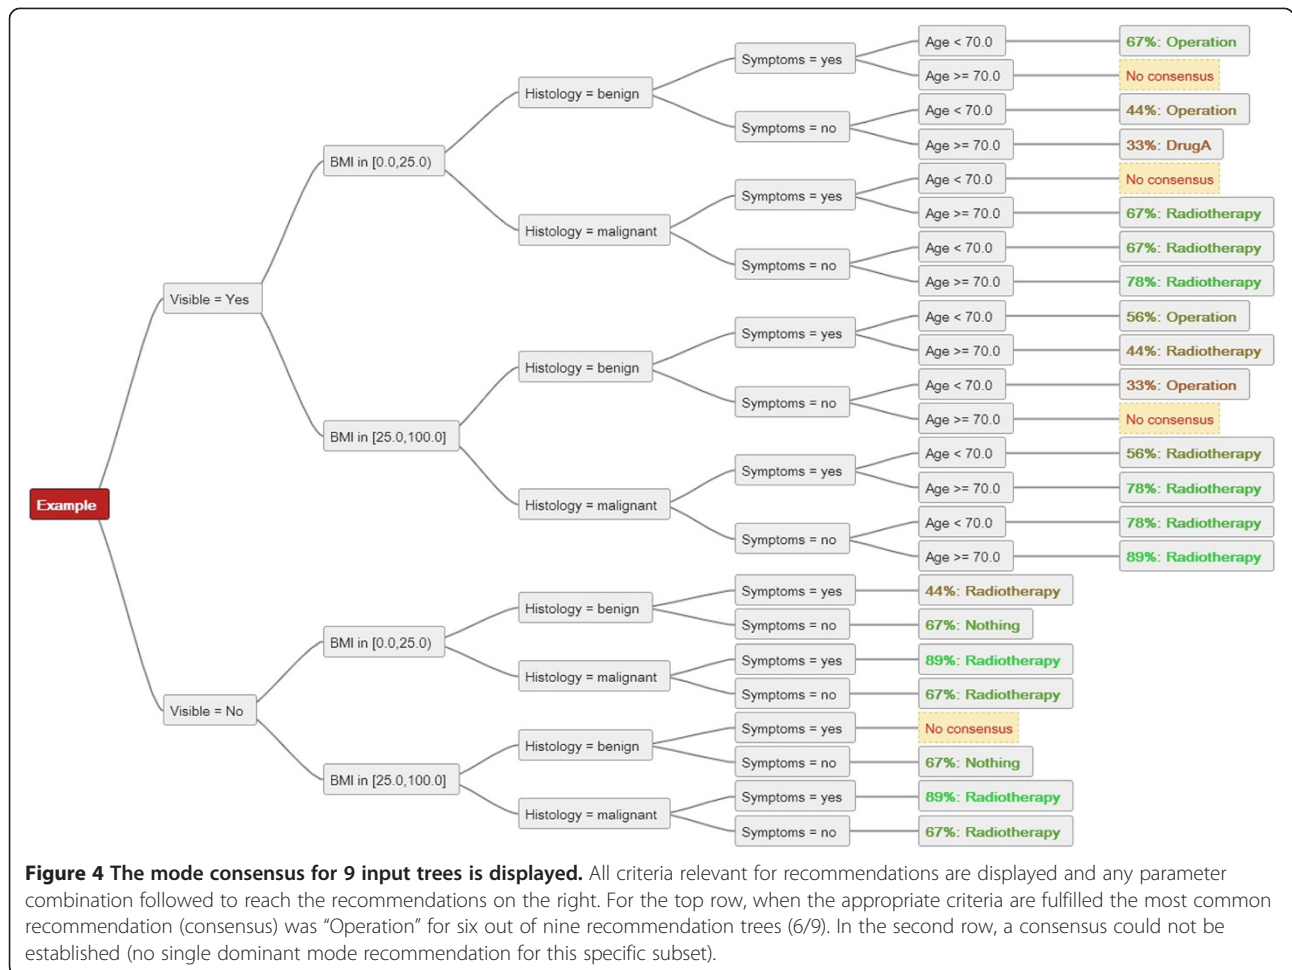 Age < 70.0 67%: Operation
Symptoms = yes
Age >= 70.0 No consensus
Histology = benign
Age < 70.0 44%: Operation
Symptoms = no
Age >= 70.0 33%: DrugA
BMI in [0.0,25.0)
Age < 70.0 No consensus
Symptoms = yes
Age >= 70.0 67%: Radiotherapy
Histology = malignant
Age < 70.0 67%: Radiotherapy
Symptoms = no
Age >= 70.0 78%: Radiotherapy
Visible = Yes
Age < 70.0 56%: Operation
Symptoms = yes
Age >= 70.0 44%: Radiotherapy
Histology = benign
Age < 70.0 33%: Operation
Symptoms = no
Age >= 70.0 No consensus
BMI in [25.0,100.0]
Age < 70.0 56%: Radiotherapy
Symptoms = yes
Age >= 70.0 78%: Radiotherapy
Histology = malignant
Example
Age < 70.0 78%: Radiotherapy
Symptoms = no
Age >= 70.0 89%: Radiotherapy
Symptoms = yes 44%: Radiotherapy
Histology = benign
Symptoms = no 67%: Nothing
BMI in [0.0,25.0)
Symptoms = yes 89%: Radiotherapy
Histology = malignant
Symptoms = no 67%: Radiotherapy
Visible = No
Symptoms = yes No consensus
Histology = benign
Symptoms = no 67%: Nothing
BMI in [25.0,100.0]
Symptoms = yes 89%: Radiotherapy
Histology = malignant
Symptoms = no 67%: Radiotherapy
Figure 4 The mode consensus for 9 input trees is displayed. All criteria relevant for recommendations are displayed and any parameter
combination followed to reach the recommendations on the right. For the top row, when the appropriate criteria are fulfilled the most common
recommendation (consensus) was “Operation” for six out of nine recommendation trees (6/9). In the second row, a consensus could not be
established (no single dominant mode recommendation for this specific subset).